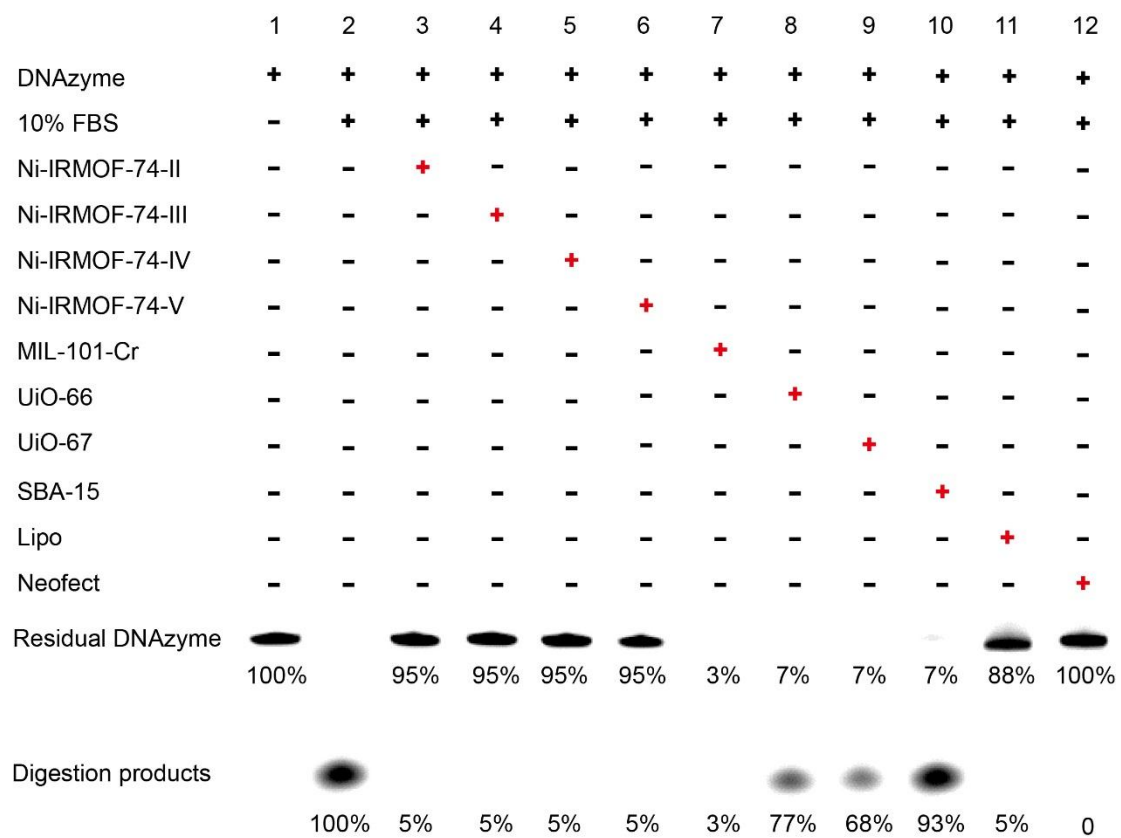 1 2 3 4 5 6 7 8 9 10 11 12
DNAzyme + + + + + + + + + + + +
10% FBS - + + + + + + + + + + +
Ni-IRMOF-74-II - - + - - - - - - - - -
Ni-IRMOF-74-III - - - + - - - - - - - -
Ni-IRMOF-74-IV - - - - + - - - - - - -
Ni-IRMOF-74-V - - - - - + - - - - - -
MIL-101-Cr - - - - - - + - - - - -
UiO-66 - - - - - - - + - - - -
UiO-67 - - - - - - - - + - - -
SBA-15 - - - - - - - - - + - -
Lipo - - - - - - - - - - + -
Neofect - - - - - - - - - - - +
Residual DNAzyme
100% 95% 95% 95% 95% 3% 7% 7% 7% 88% 100%
Digestion products
100% 5% 5% 5% 5% 3% 77% 68% 93% 5% 0